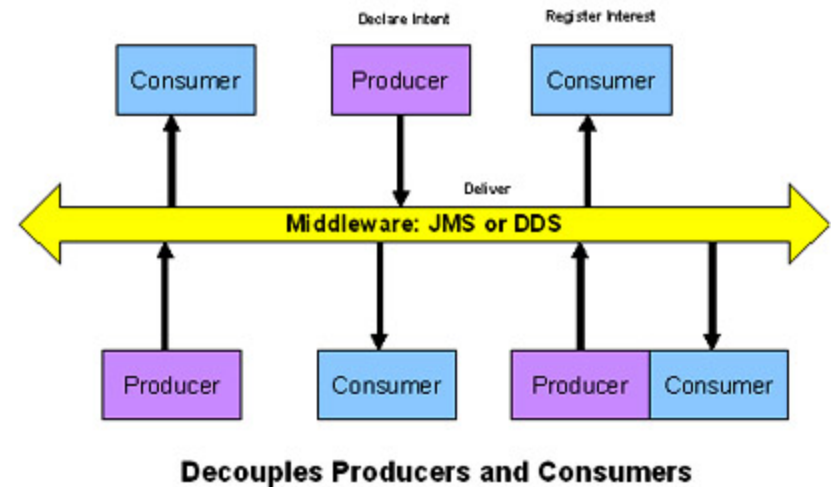 Declare Intent
Register Interest
Consumer
Producer
Consumer
Deliver
Middleware: JMS or DDS
Producer
Consumer
Producer
Consumer
Decouples Producers and Consumers